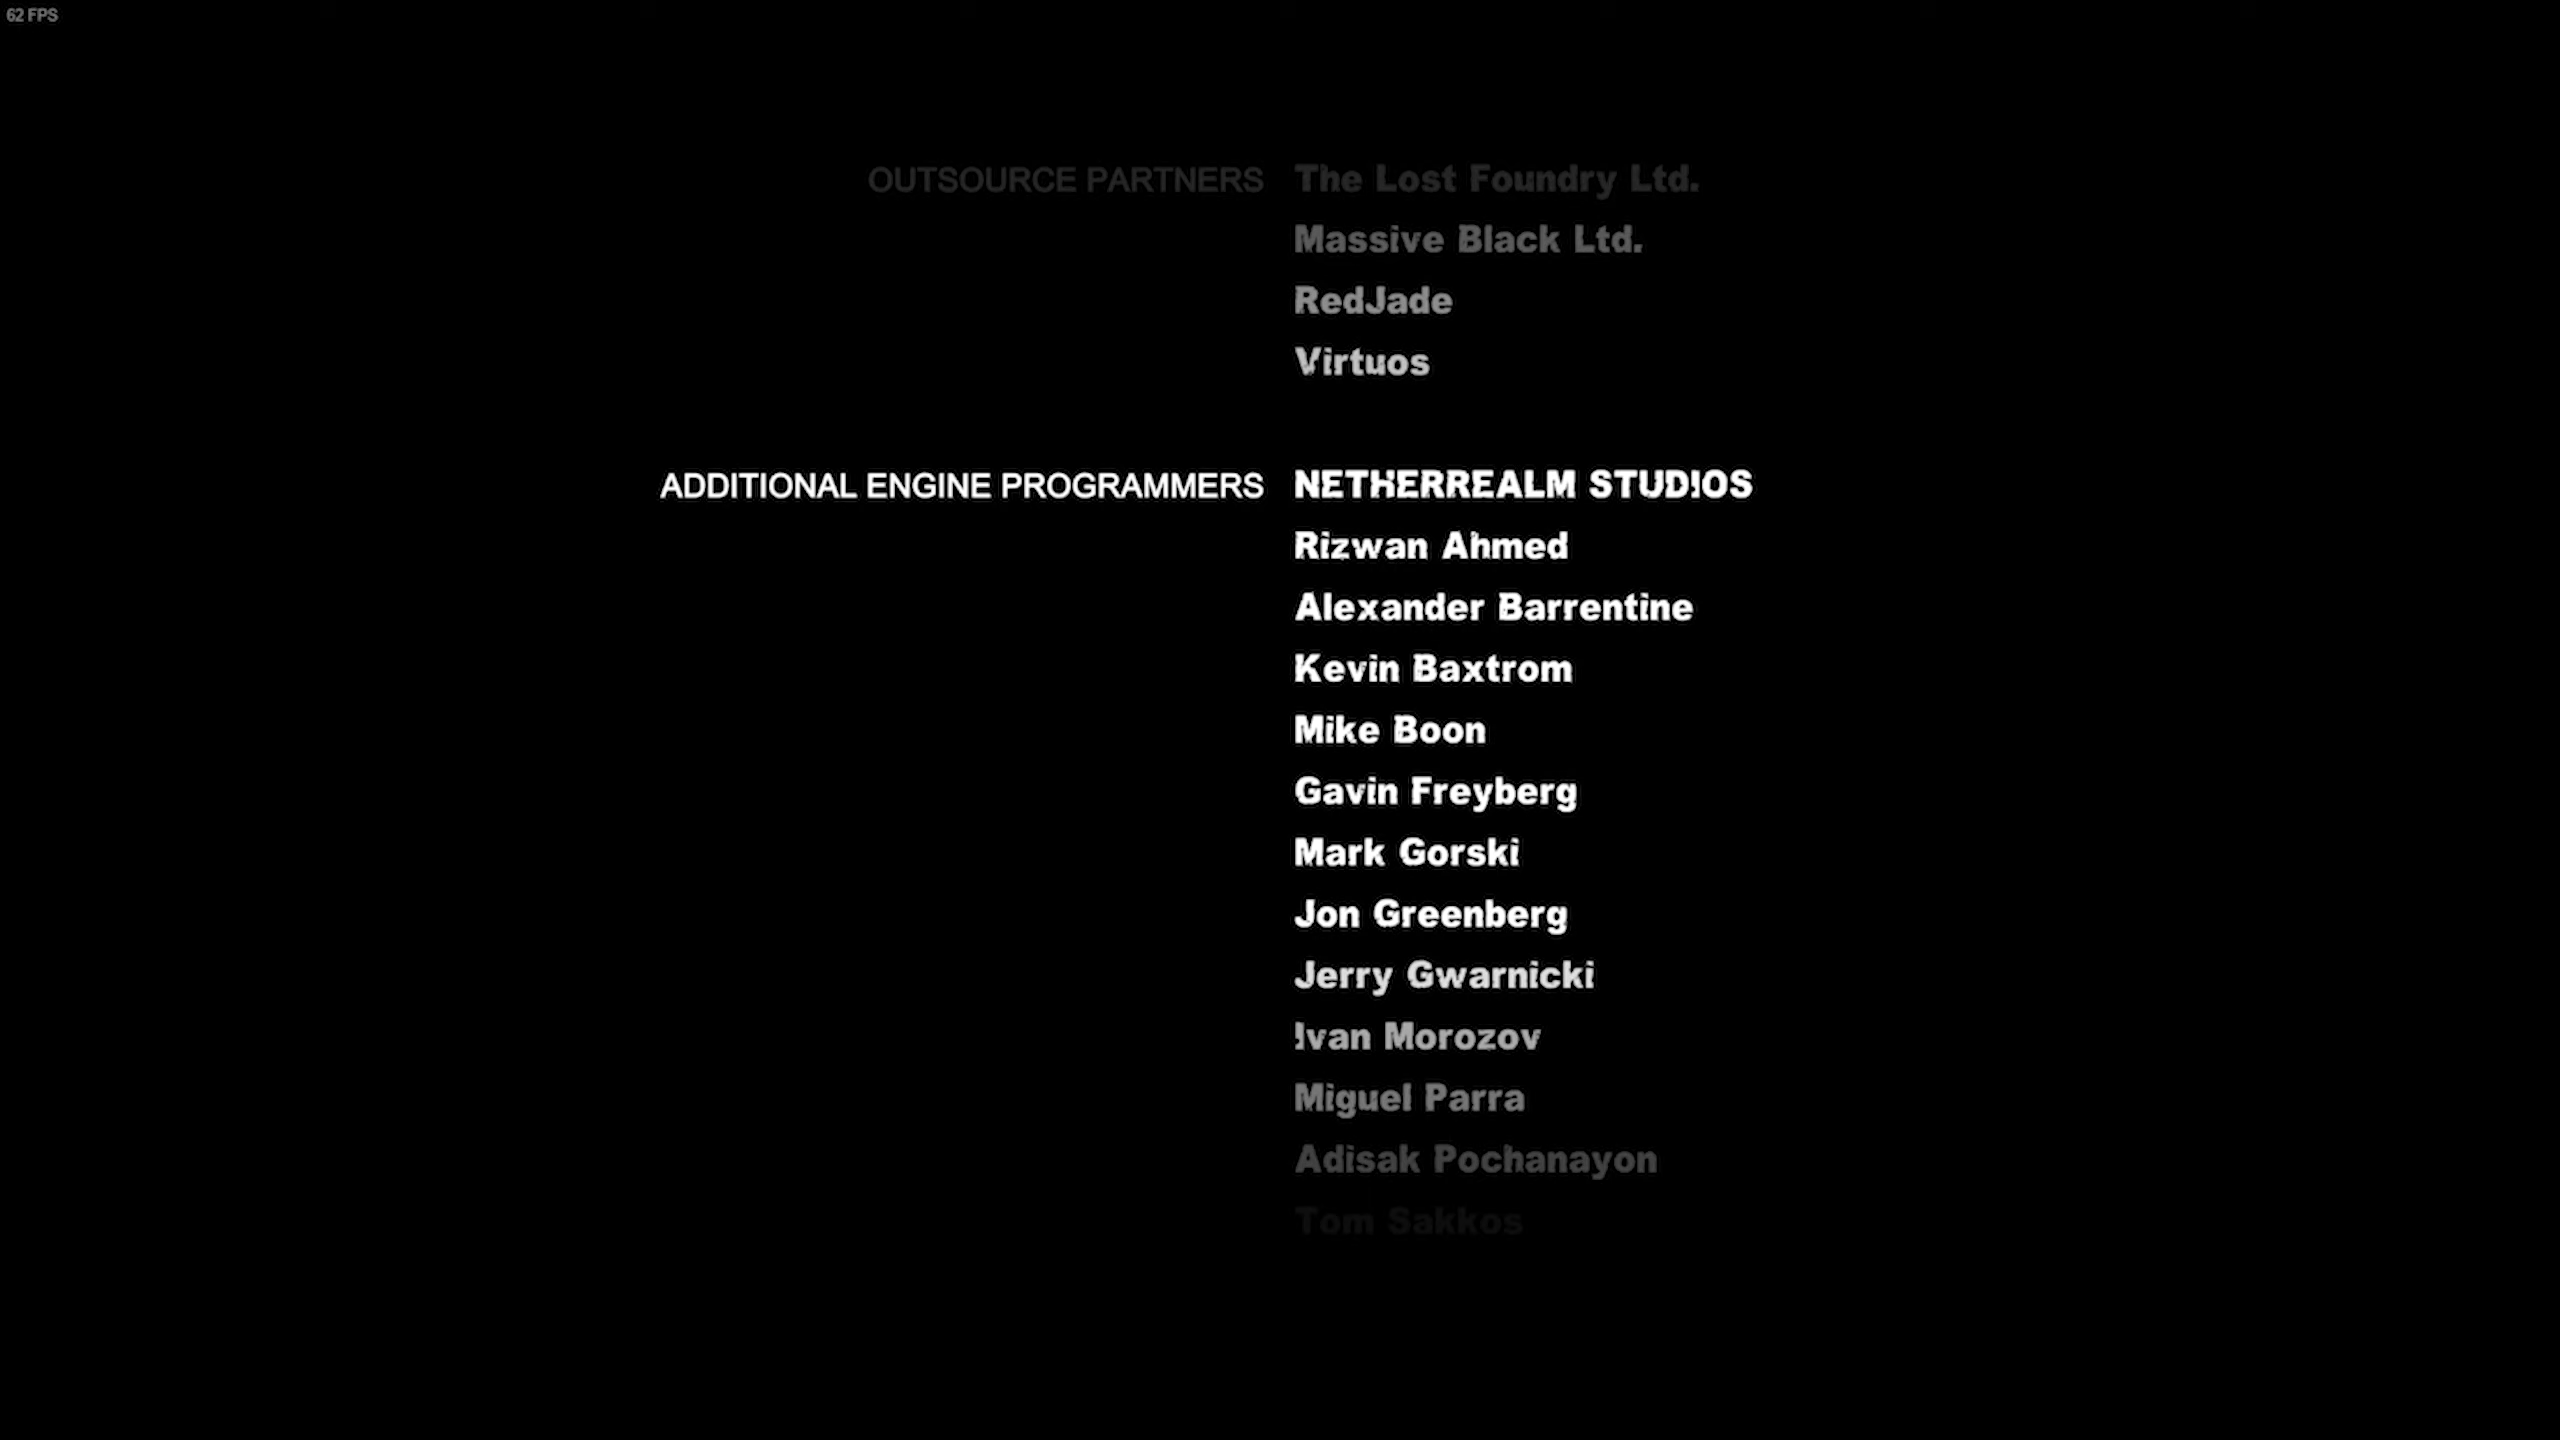 62 FPS
OUTSOURCE PARTNERS The Lost Foundry Ltd.
Massive Black Ltd.
RedJade
Virtuos
ADDITIONAL ENGINE PROGRAMMERS NETHERREALM STUDIOS
Rizwan Ahmed
Alexander Barrentine
Kevin Baxtrom
Mike Boon
Gavin Freyberg
Mark Gorski
Jon Greenberg
Jerry Gwarnicki
Ivan Morozov
Miguel Parra
Adisak Pochanayon
Tom Sakkos